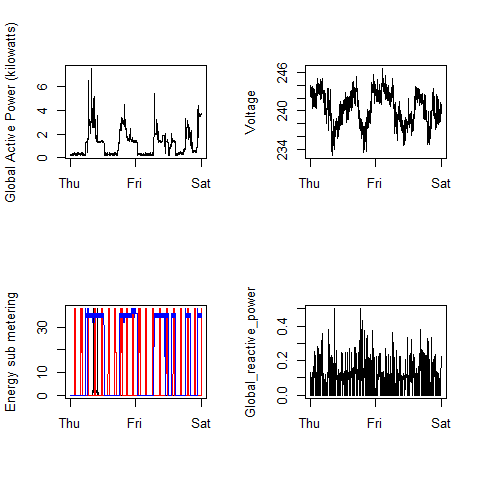 Global Active Power (kilowatts)
0 2 4 6
Thu Fri Sat
Voltage
234 240 246
Thu Fri Sat
Energy sub metering
0 10 30
Thu Fri Sat
Global_reactive_power
0.0 0.2 0.4
Thu Fri Sat